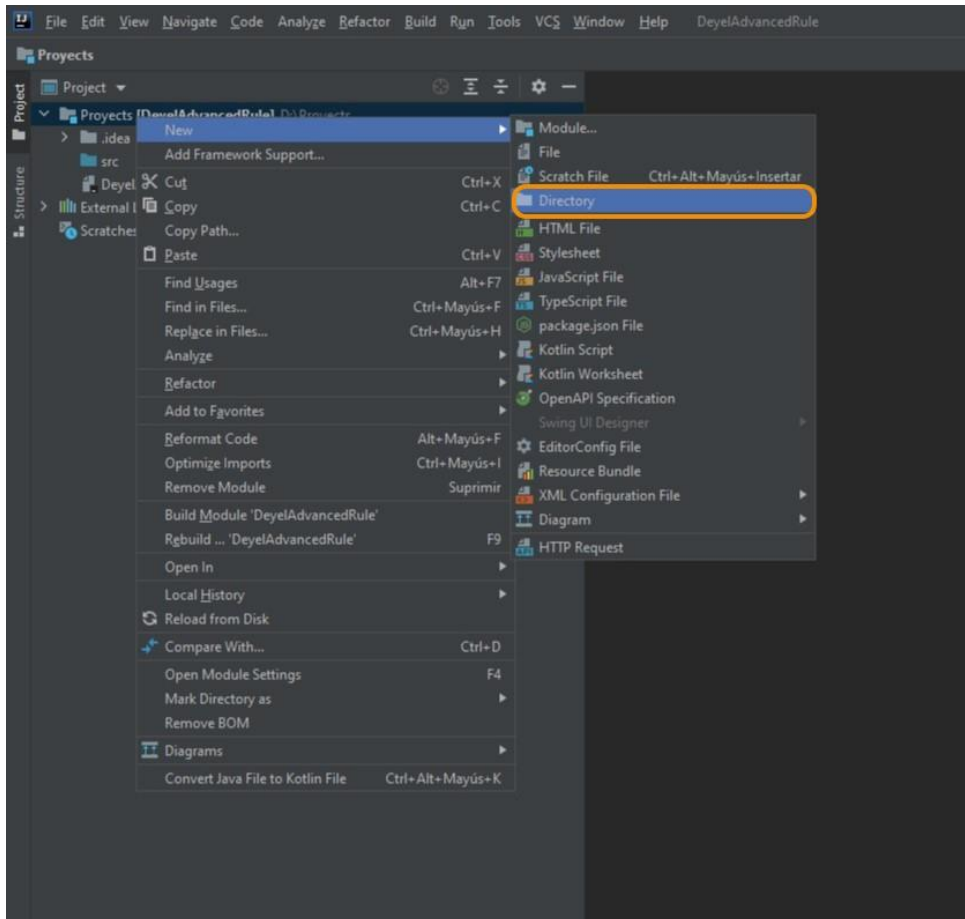 File Edit View Navigate Code Analyze Refactor Build Run Tools VCS Window Help DeyelAdvancedRule
Proyects
Project
Project
Structure
Proyects [DeyelAdvancedRule] D:\Proyects
.idea
src
Deyel
External L
Scratches
New
Add Framework Support...
Cut Ctrl+X
Copy Ctrl+C
Copy Path...
Paste Ctrl+V
Find Usages Alt+F7
Find in Files... Ctrl+Mayús+F
Replace in Files... Ctrl+Mayús+H
Analyze
Refactor
Add to Favorites
Reformat Code Alt+Mayús+F
Optimize Imports Ctrl+Mayús+I
Remove Module Suprimir
Build Module 'DeyelAdvancedRule'
Rebuild ... 'DeyelAdvancedRule' F9
Open In
Local History
Reload from Disk
Compare With... Ctrl+D
Open Module Settings F4
Mark Directory as
Remove BOM
Diagrams
Convert Java File to Kotlin File Ctrl+Alt+Mayús+K
Module...
File
Scratch File Ctrl+Alt+Mayús+Insertar
Directory
HTML File
Stylesheet
JavaScript File
TypeScript File
package.json File
Kotlin Script
Kotlin Worksheet
OpenAPI Specification
Swing UI Designer
EditorConfig File
Resource Bundle
XML Configuration File
Diagram
HTTP Request